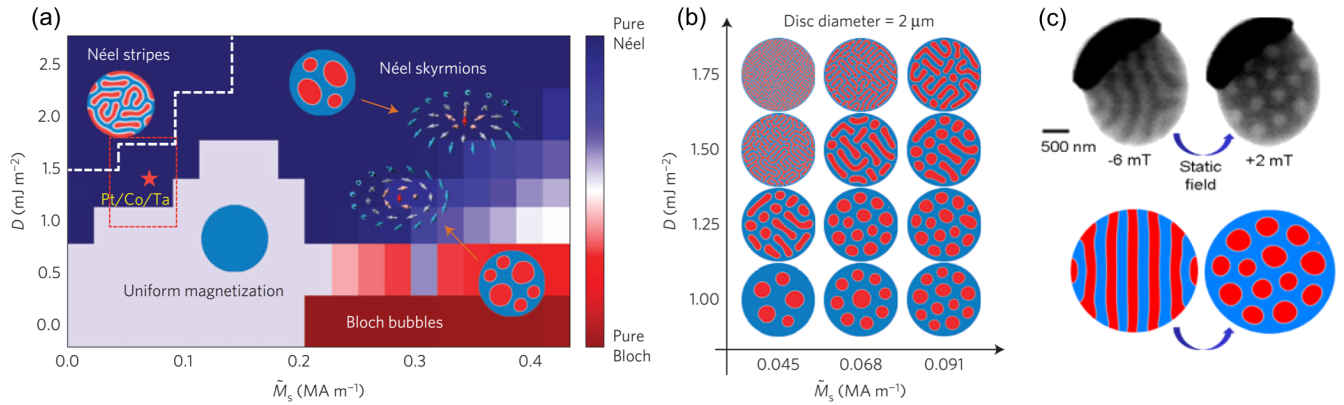 (a)
Pure
Néel
Néel stripes
Néel skyrmions
Pt/Co/Ta
Uniform magnetization
Bloch bubbles
Pure
Bloch
2.5
2.0
1.5
1.0
0.5
0.0
D (mJ m⁻²)
0.0 0.1 0.2 0.3 0.4
M̃ₛ (MA m⁻¹)
(b)
Disc diameter = 2 μm
1.75
1.50
1.25
1.00
D (mJ m⁻²)
0.045 0.068 0.091
M̃ₛ (MA m⁻¹)
(c)
500 nm
-6 mT
+2 mT
Static
field